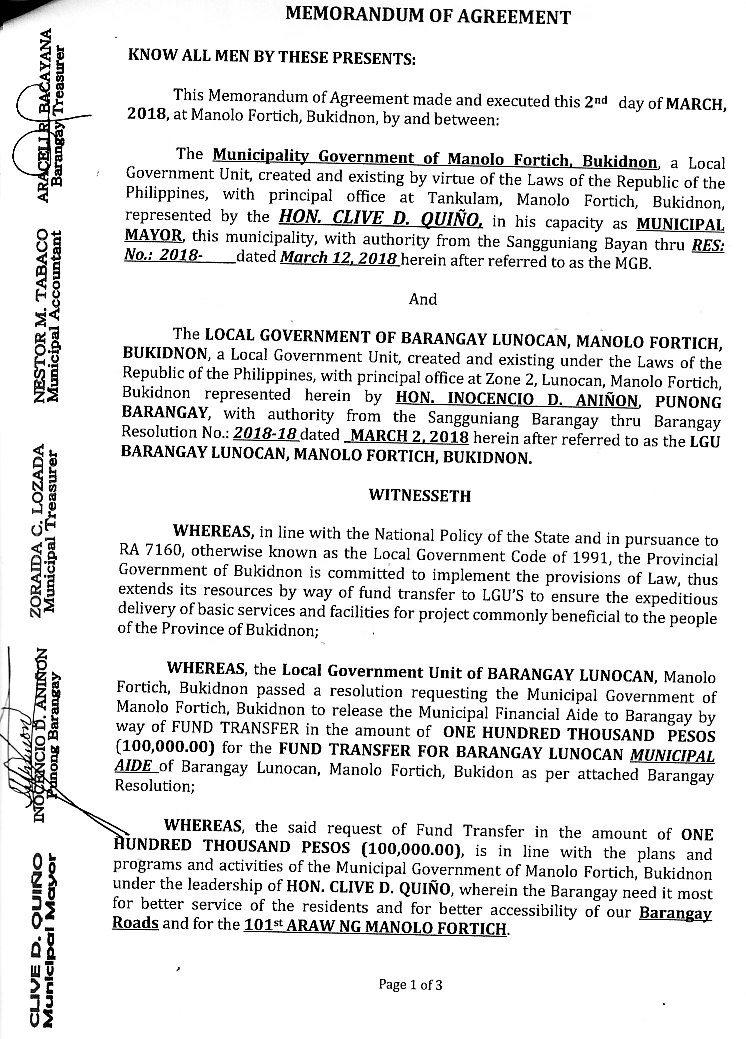 MEMORANDUM OF AGREEMENT
KNOW ALL MEN BY THESE PRESENTS:
This Memorandum of Agreement made and executed this 2nd day of MARCH,
2018, at Manolo Fortich, Bukidnon, by and between:
The Municipality Government of Manolo Fortich, Bukidnon, a Local
Government Unit, created and existing by virtue of the Laws of the Republic of the
Philippines, with principal office at Tankulam, Manolo Fortich, Bukidnon,
represented by the HON. CLIVE D. QUIÑO, in his capacity as MUNICIPAL
MAYOR, this municipality, with authority from the Sangguniang Bayan thru RES:
No.: 2018-____dated March 12, 2018 herein after referred to as the MGB.
And
The LOCAL GOVERNMENT OF BARANGAY LUNOCAN, MANOLO FORTICH,
BUKIDNON, a Local Government Unit, created and existing under the Laws of the
Republic of the Philippines, with principal office at Zone 2, Lunocan, Manolo Fortich,
Bukidnon represented herein by HON. INOCENCIO D. ANIÑON, PUNONG
BARANGAY, with authority from the Sangguniang Barangay thru Barangay
Resolution No.: 2018-18 dated MARCH 2, 2018 herein after referred to as the LGU
BARANGAY LUNOCAN, MANOLO FORTICH, BUKIDNON.
WITNESSETH
WHEREAS, in line with the National Policy of the State and in pursuance to
RA 7160, otherwise known as the Local Government Code of 1991, the Provincial
Government of Bukidnon is committed to implement the provisions of Law, thus
extends its resources by way of fund transfer to LGU'S to ensure the expeditious
delivery of basic services and facilities for project commonly beneficial to the people
of the Province of Bukidnon;
WHEREAS, the Local Government Unit of BARANGAY LUNOCAN, Manolo
Fortich, Bukidnon passed a resolution requesting the Municipal Government of
Manolo Fortich, Bukidnon to release the Municipal Financial Aide to Barangay by
way of FUND TRANSFER in the amount of ONE HUNDRED THOUSAND PESOS
(100,000.00) for the FUND TRANSFER FOR BARANGAY LUNOCAN MUNICIPAL
AIDE of Barangay Lunocan, Manolo Fortich, Bukidon as per attached Barangay
Resolution;
WHEREAS, the said request of Fund Transfer in the amount of ONE
HUNDRED THOUSAND PESOS (100,000.00), is in line with the plans and
programs and activities of the Municipal Government of Manolo Fortich, Bukidnon
under the leadership of HON. CLIVE D. QUIÑO, wherein the Barangay need it most
for better service of the residents and for better accessibility of our Barangay
Roads and for the 101st ARAW NG MANOLO FORTICH.
Page 1 of 3
CLIVE D. QUIÑO
Municipal Mayor
INOCENCIO D. ANIÑON
Punong Barangay
ZORAIDA C. LOZADA
Municipal Treasurer
NESTOR M. TABACO
Municipal Accountant
ARACELI R. BACAYANA
Barangay Treasurer